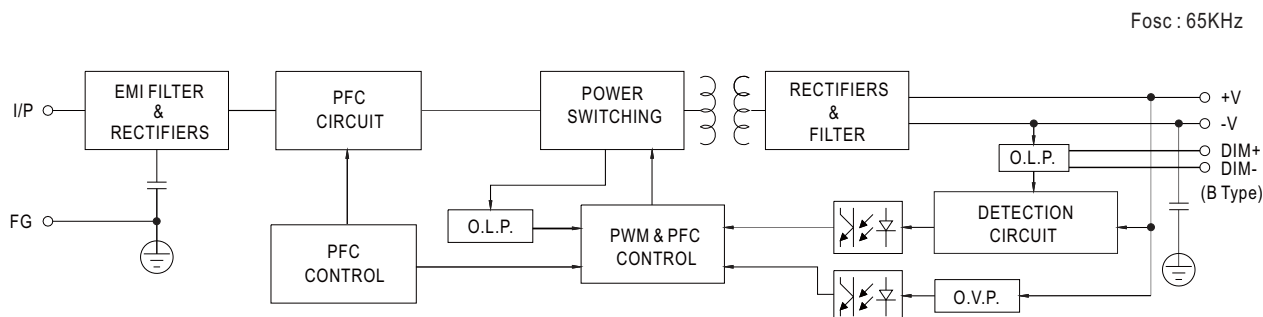 Fosc : 65KHz
I/P
EMI FILTER
&
RECTIFIERS
PFC
CIRCUIT
POWER
SWITCHING
RECTIFIERS
&
FILTER
+V
-V
DIM+
DIM-
(B Type)
O.L.P.
FG
O.L.P.
PFC
CONTROL
PWM & PFC
CONTROL
DETECTION
CIRCUIT
O.V.P.